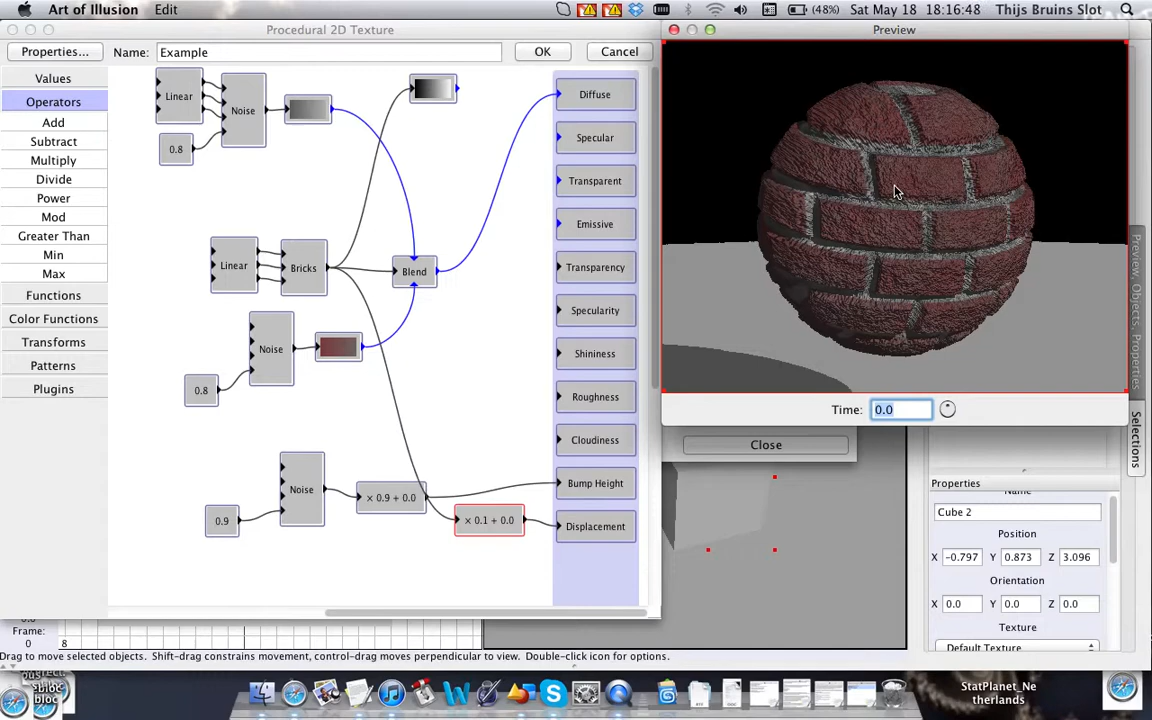 Art of Illusion Edit (48%) Sat May 18 18:16:48 Thijs Bruins Slot
Procedural 2D Texture
Preview
Properties... Name: Example OK Cancel
Values
Operators
Add
Subtract
Multiply
Divide
Power
Mod
Greater Than
Min
Max
Functions
Color Functions
Transforms
Patterns
Plugins
Linear
Noise
0.8
Linear
Bricks
Blend
Noise
0.8
Noise
0.9
× 0.9 + 0.0
× 0.1 + 0.0
Diffuse
Specular
Transparent
Emissive
Transparency
Specularity
Shininess
Roughness
Cloudiness
Bump Height
Displacement
Time: 0.0
Close
Preview, Objects, Properties
Selections
Properties
Name
Cube 2
Position
X -0.797 Y 0.873 Z 3.096
Orientation
X 0.0 Y 0.0 Z 0.0
Texture
Default Texture
Frame:
0
8
Drag to move selected objects. Shift-drag constrains movement, control-drag moves perpendicular to view. Double-click icon for options.
StatPlanet_Ne
therlands